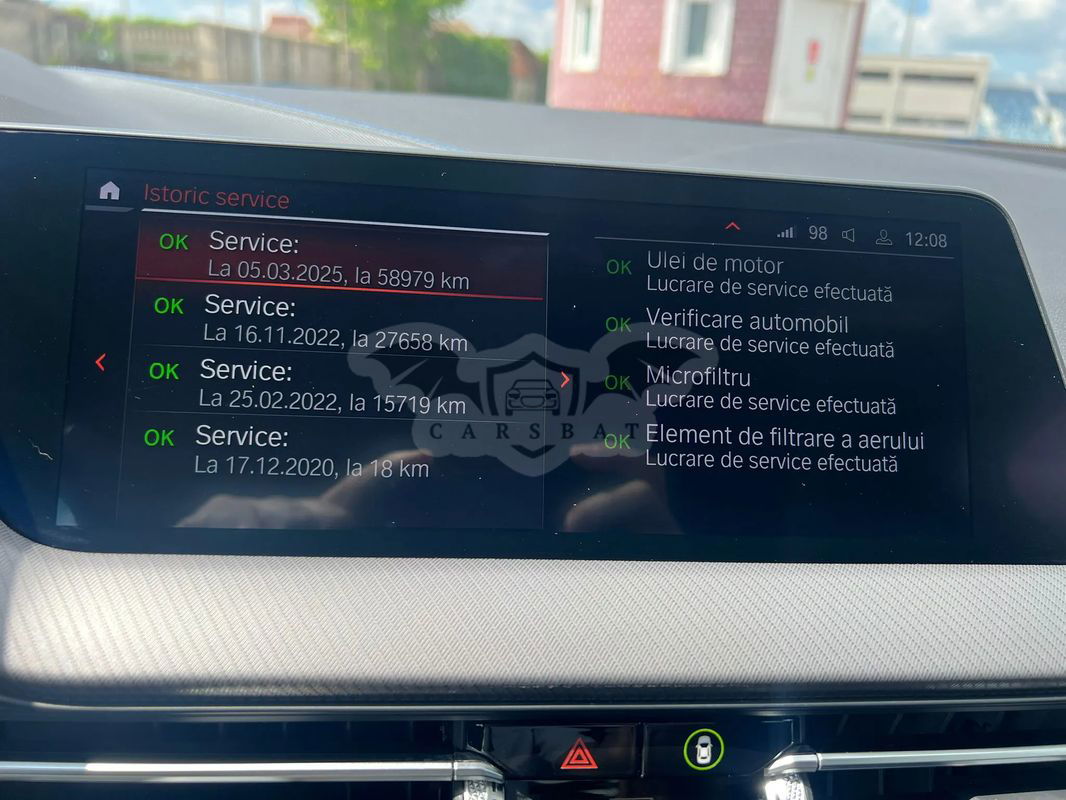 Istoric service
98 12:08
OK Service:
La 05.03.2025, la 58979 km
OK Service:
La 16.11.2022, la 27658 km
OK Service:
La 25.02.2022, la 15719 km
OK Service:
La 17.12.2020, la 18 km
OK Ulei de motor
Lucrare de service efectuată
OK Verificare automobil
Lucrare de service efectuată
OK Microfiltru
Lucrare de service efectuată
OK Element de filtrare a aerului
Lucrare de service efectuată
CARSBAT